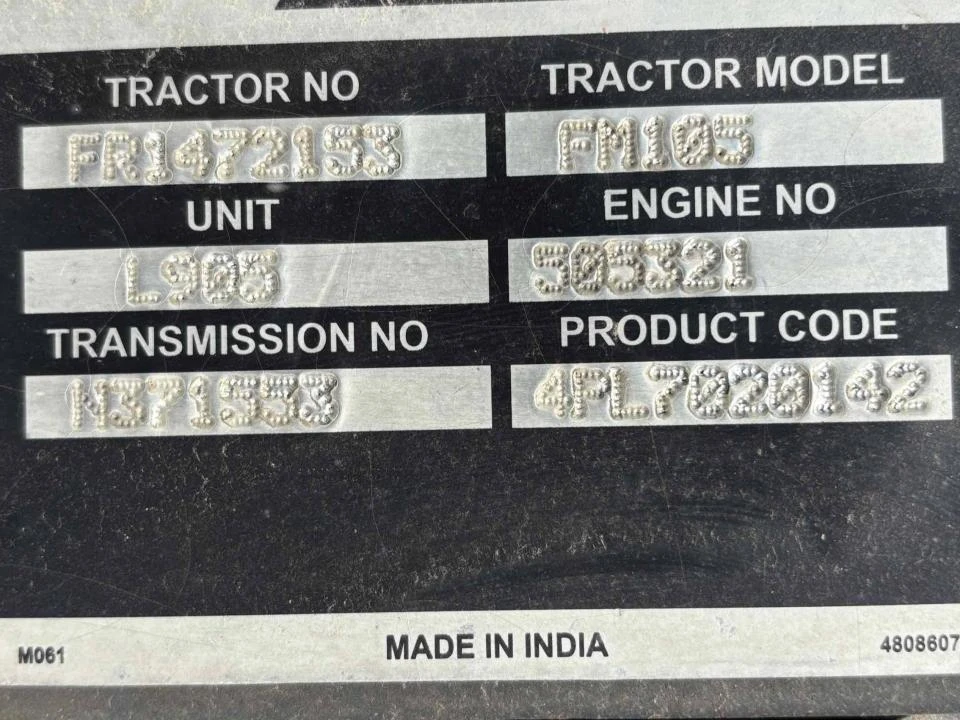 TRACTOR NO TRACTOR MODEL
FR1472153 FM105
UNIT ENGINE NO
L905 505321
TRANSMISSION NO PRODUCT CODE
N371553 4PL7020142
M061 MADE IN INDIA 4808607